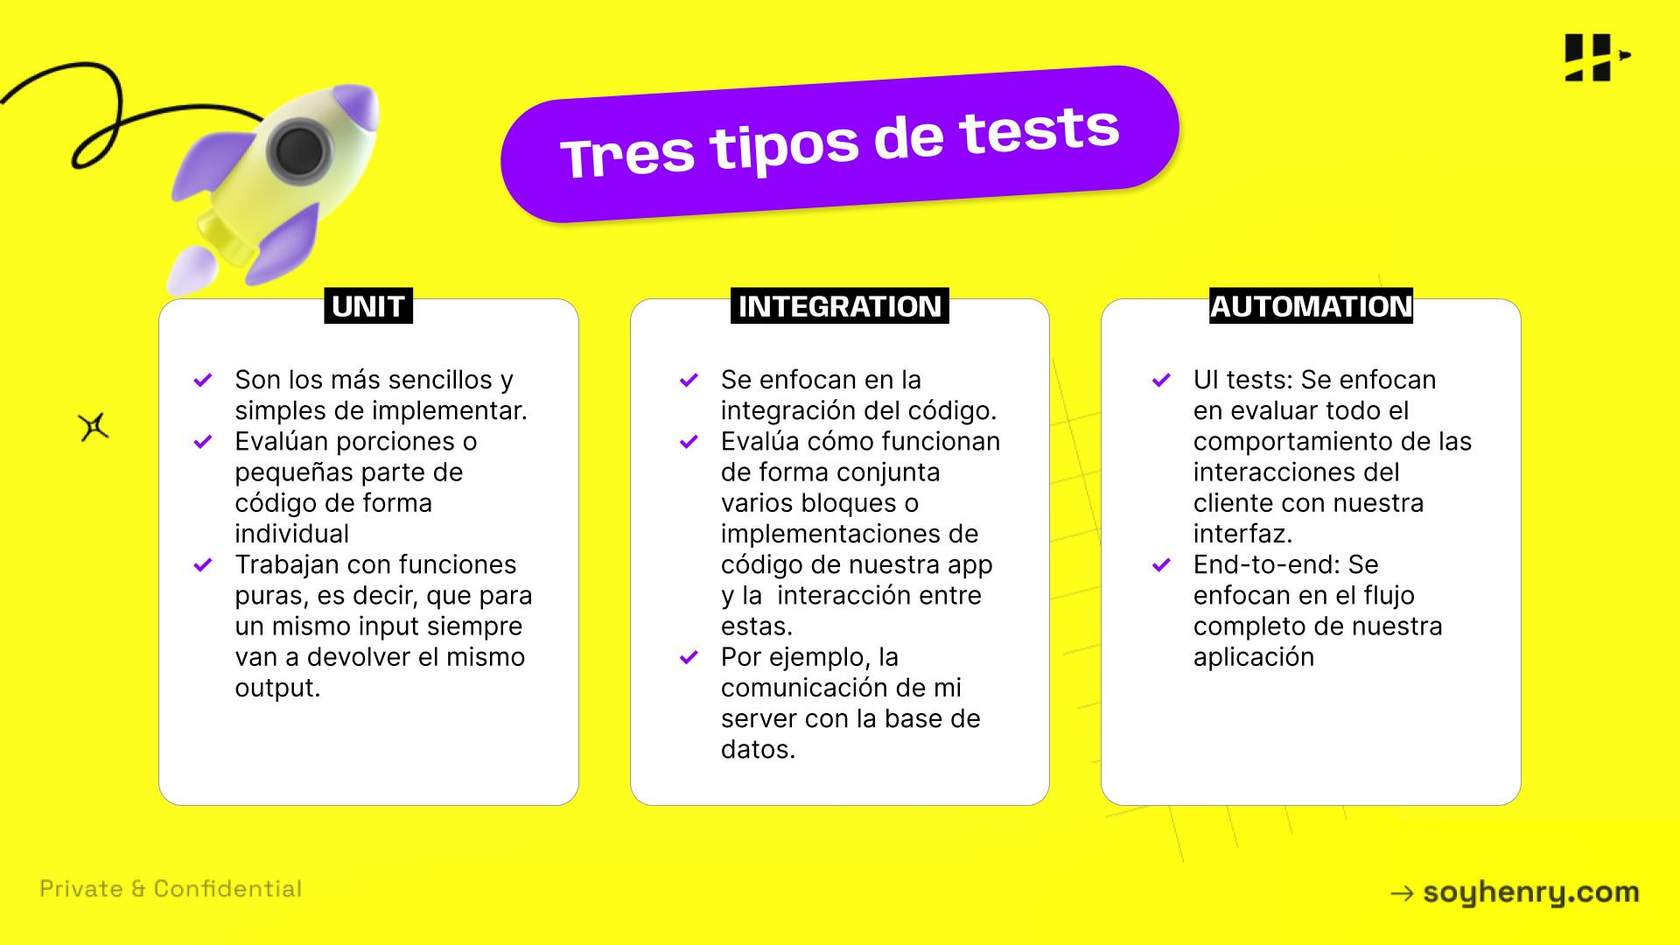 Tres tipos de tests
UNIT
Son los más sencillos y
simples de implementar.
Evalúan porciones o
pequeñas parte de
código de forma
individual
Trabajan con funciones
puras, es decir, que para
un mismo input siempre
van a devolver el mismo
output.
INTEGRATION
Se enfocan en la
integración del código.
Evalúa cómo funcionan
de forma conjunta
varios bloques o
implementaciones de
código de nuestra app
y la  interacción entre
estas.
Por ejemplo, la
comunicación de mi
server con la base de
datos.
AUTOMATION
UI tests: Se enfocan
en evaluar todo el
comportamiento de las
interacciones del
cliente con nuestra
interfaz.
End-to-end: Se
enfocan en el flujo
completo de nuestra
aplicación
Private & Confidential
→ soyhenry.com